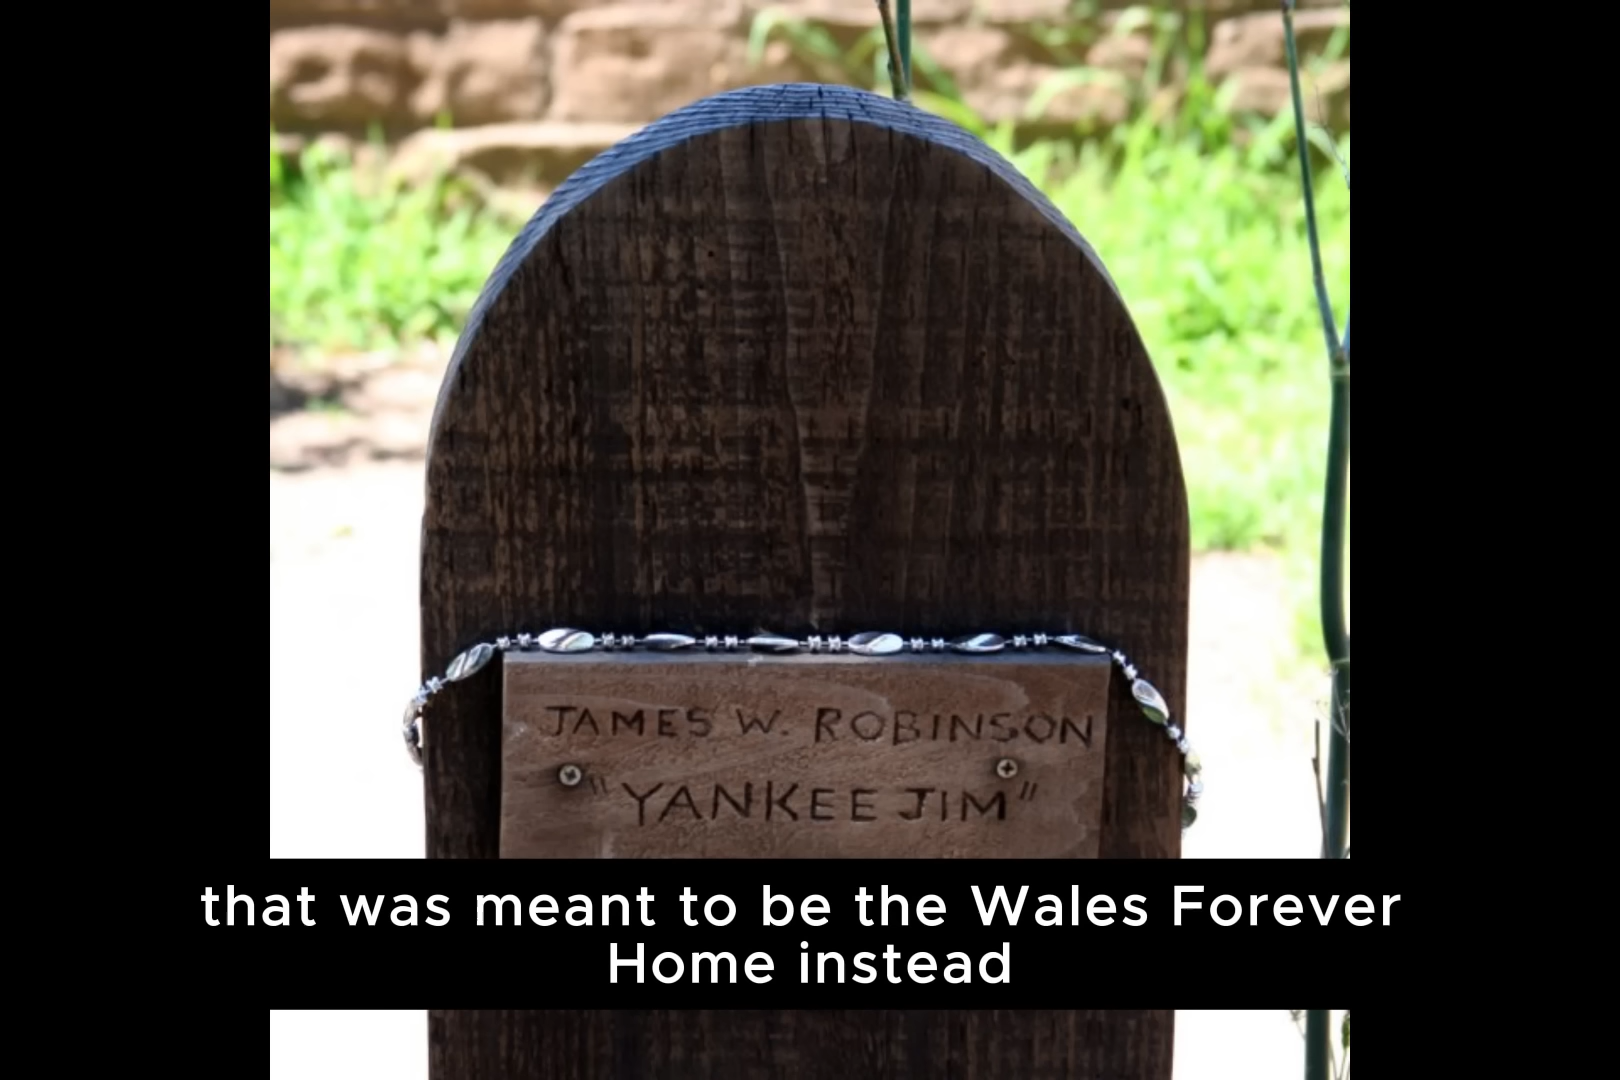 JAMES W. ROBINSON
"YANKEE JIM"
that was meant to be the Wales Forever
Home instead